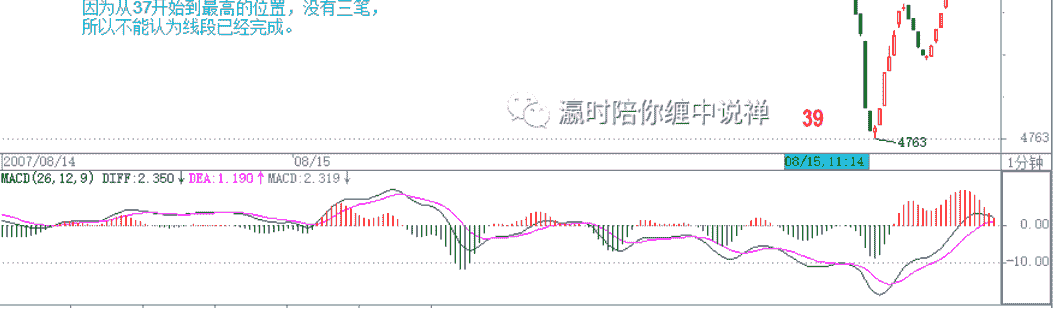 因为从37开始到最高的位置，没有三笔，
所以不能认为线段已经完成。
瀛时陪你缠中说禅
39
4763
4763
2007/08/14
08/15
08/15,11:14
1分钟
MACD(26,12,9) DIFF:2.350↓ DEA:1.190↑ MACD:2.319↓
0.00
-10.00